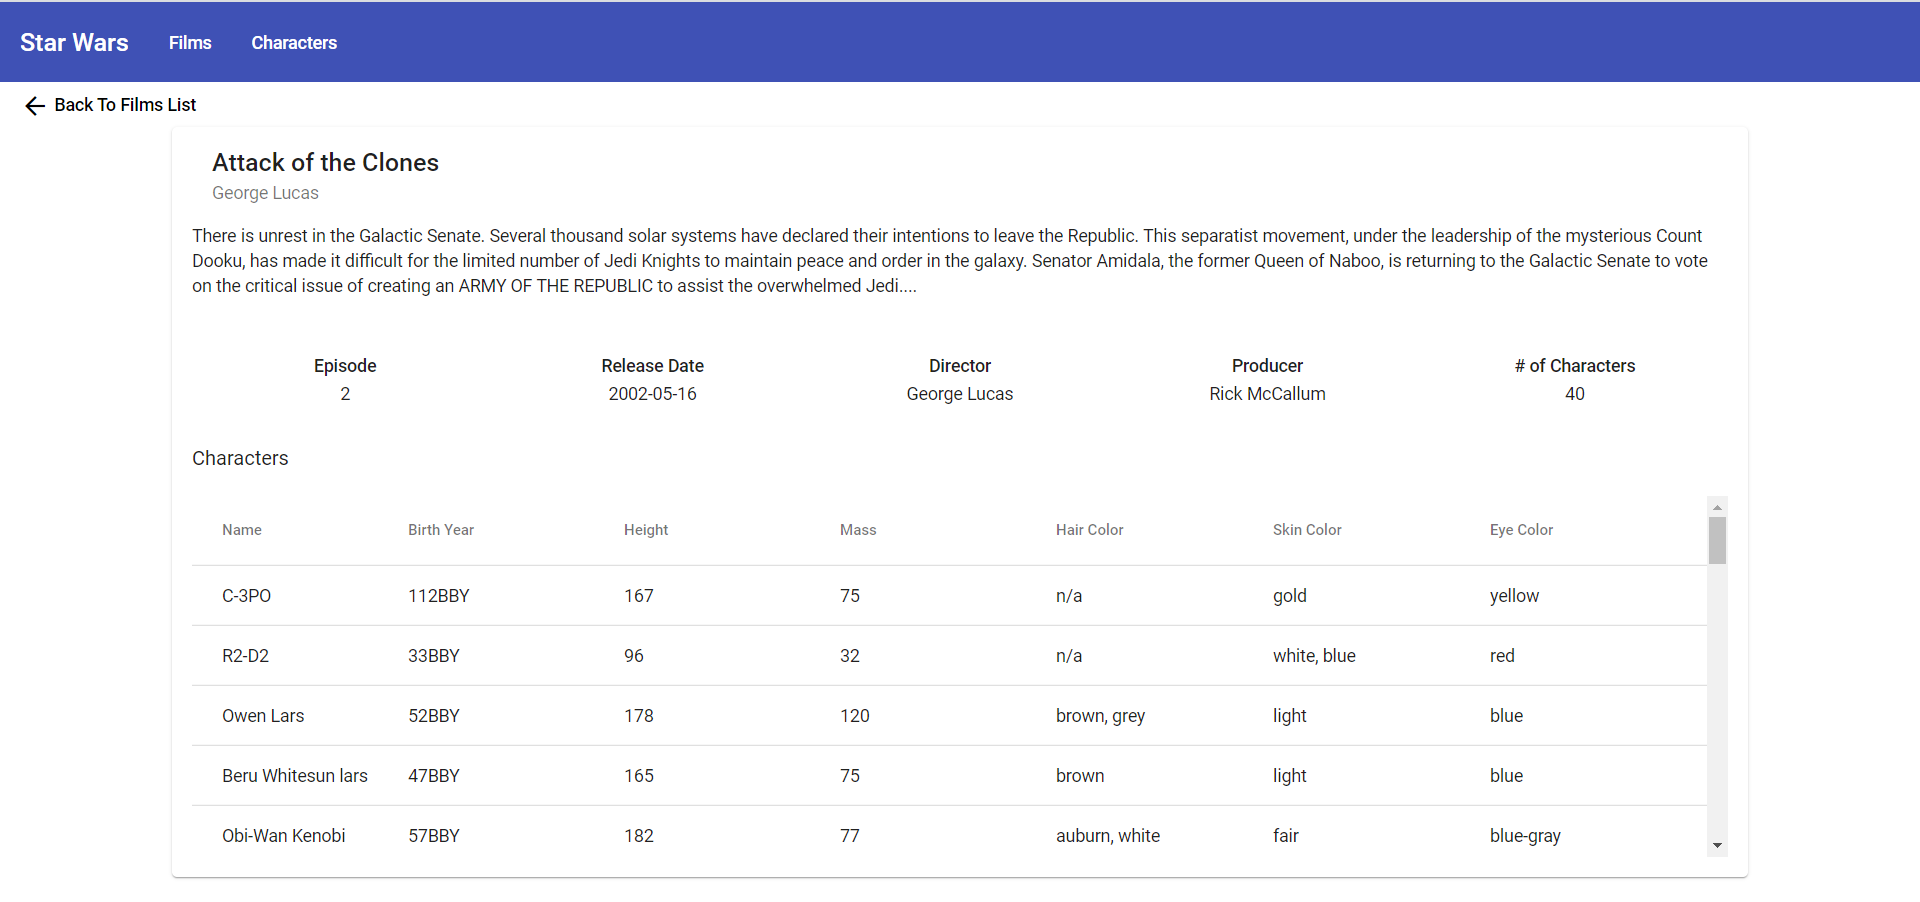 Star Wars Films Characters
Back To Films List
Attack of the Clones
George Lucas
There is unrest in the Galactic Senate. Several thousand solar systems have declared their intentions to leave the Republic. This separatist movement, under the leadership of the mysterious Count
Dooku, has made it difficult for the limited number of Jedi Knights to maintain peace and order in the galaxy. Senator Amidala, the former Queen of Naboo, is returning to the Galactic Senate to vote
on the critical issue of creating an ARMY OF THE REPUBLIC to assist the overwhelmed Jedi....
Episode Release Date Director Producer # of Characters
2 2002-05-16 George Lucas Rick McCallum 40
Characters
Name Birth Year Height Mass Hair Color Skin Color Eye Color
C-3PO 112BBY 167 75 n/a gold yellow
R2-D2 33BBY 96 32 n/a white, blue red
Owen Lars 52BBY 178 120 brown, grey light blue
Beru Whitesun lars 47BBY 165 75 brown light blue
Obi-Wan Kenobi 57BBY 182 77 auburn, white fair blue-gray